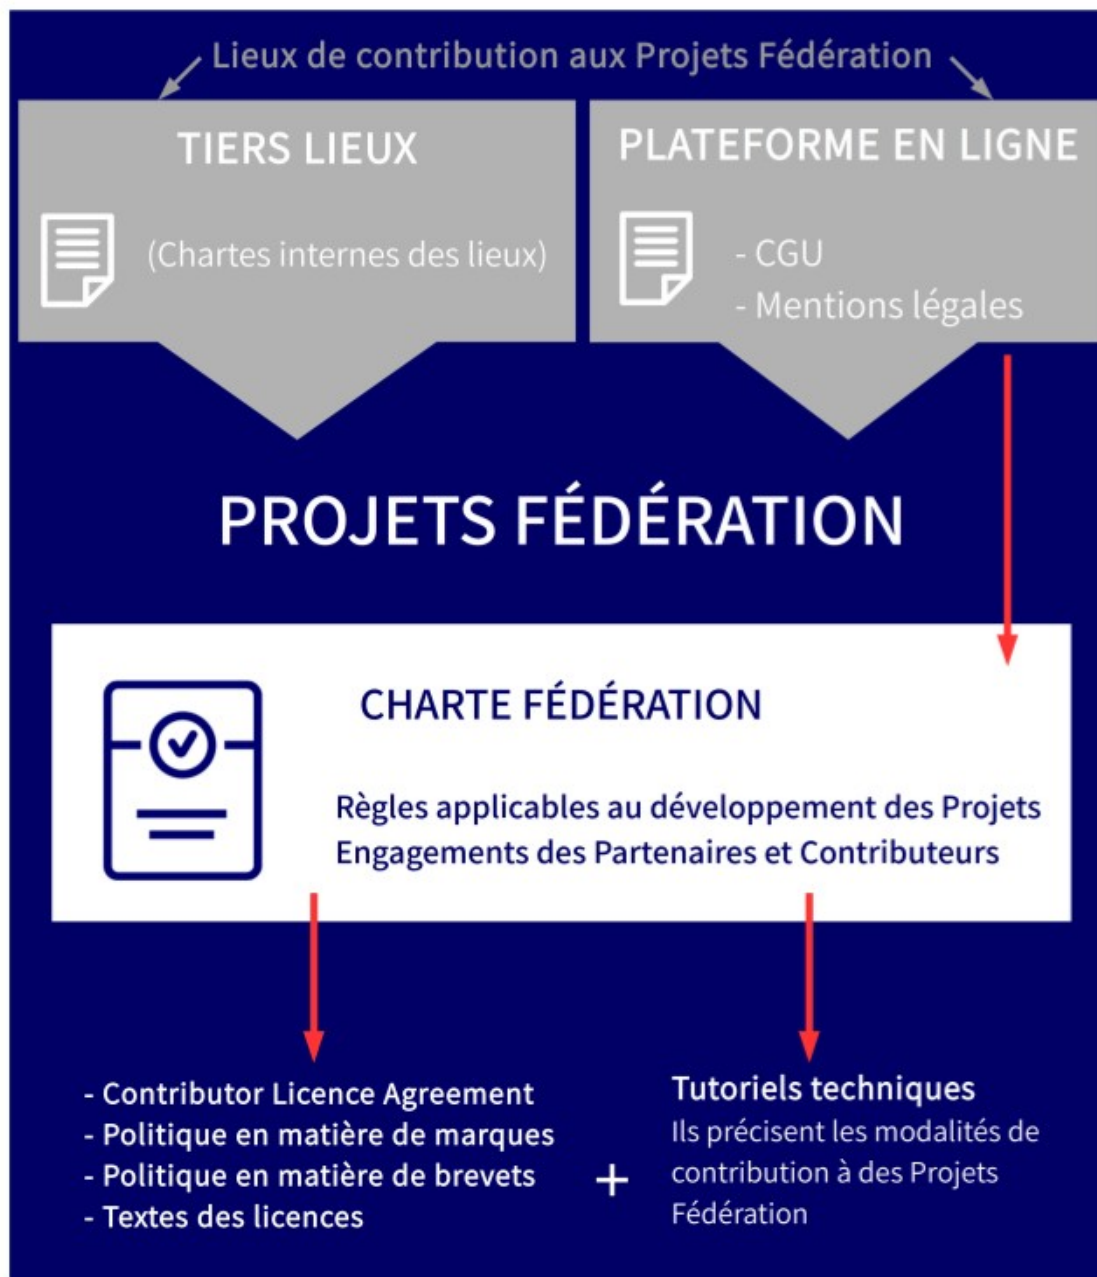 Lieux de contribution aux Projets Fédération
TIERS LIEUX
(Chartes internes des lieux)
PLATEFORME EN LIGNE
- CGU
- Mentions légales
PROJETS FÉDÉRATION
CHARTE FÉDÉRATION
Règles applicables au développement des Projets
Engagements des Partenaires et Contributeurs
- Contributor Licence Agreement
- Politique en matière de marques
- Politique en matière de brevets
- Textes des licences
+
Tutoriels techniques
Ils précisent les modalités de
contribution à des Projets
Fédération